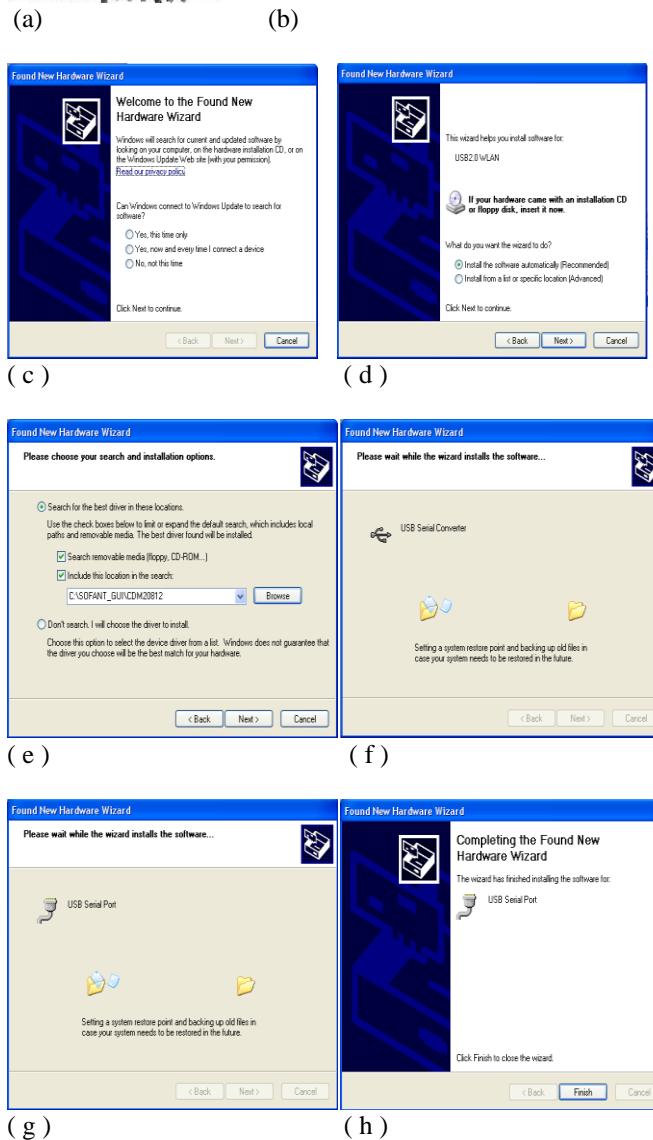 (a) (b)
Found New Hardware Wizard
Welcome to the Found New
Hardware Wizard
Windows will search for current and updated software by
looking on your computer, on the hardware installation CD, or on
the Windows Update Web site (with your permission).
Read our privacy policy
Can Windows connect to Windows Update to search for
software?
Yes, this time only
Yes, now and every time I connect a device
No, not this time
Click Next to continue.
< Back Next > Cancel
( c )
Found New Hardware Wizard
This wizard helps you install software for:
USB2.0 WLAN
If your hardware came with an installation CD
or floppy disk, insert it now.
What do you want the wizard to do?
Install the software automatically (Recommended)
Install from a list or specific location (Advanced)
Click Next to continue.
< Back Next > Cancel
( d )
Found New Hardware Wizard
Please choose your search and installation options.
Search for the best driver in these locations.
Use the check boxes below to limit or expand the default search, which includes local
paths and removable media. The best driver found will be installed.
Search removable media (floppy, CD-ROM...)
Include this location in the search:
C:\SOFANT_GUI\CDM20812 Browse
Don't search. I will choose the driver to install.
Choose this option to select the device driver from a list. Windows does not guarantee that
the driver you choose will be the best match for your hardware.
< Back Next > Cancel
( e )
Found New Hardware Wizard
Please wait while the wizard installs the software...
USB Serial Converter
Setting a system restore point and backing up old files in
case your system needs to be restored in the future.
< Back Next > Cancel
( f )
Found New Hardware Wizard
Please wait while the wizard installs the software...
USB Serial Port
Setting a system restore point and backing up old files in
case your system needs to be restored in the future.
< Back Next > Cancel
( g )
Found New Hardware Wizard
Completing the Found New
Hardware Wizard
The wizard has finished installing the software for:
USB Serial Port
Click Finish to close the wizard.
< Back Finish Cancel
( h )